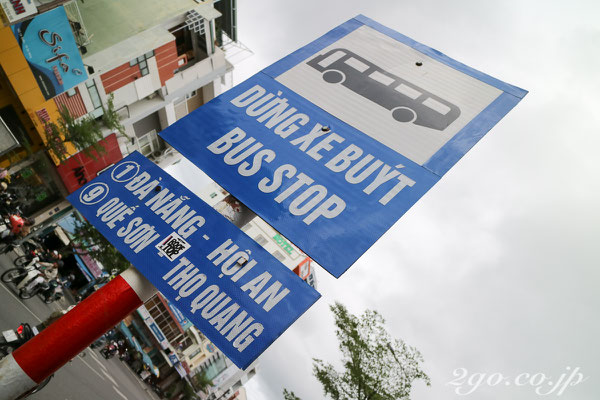 DỪNG XE BUÝT
BUS STOP
① ĐÀ NẴNG - HỘI AN
⑨ QUẾ SƠN - THỌ QUANG
2go.co.jp